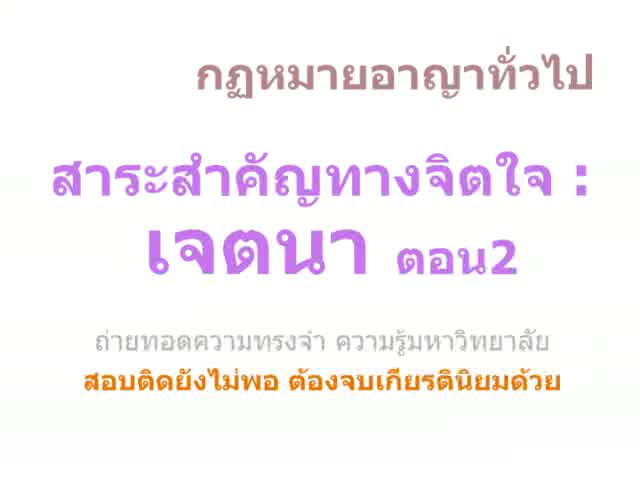 กฎหมายอาญาทั่วไป
สาระสำคัญทางจิตใจ :
เจตนา ตอน2
ถ่ายทอดความทรงจำ ความรู้มหาวิทยาลัย
สอบติดยังไม่พอ ต้องจบเกียรตินิยมด้วย